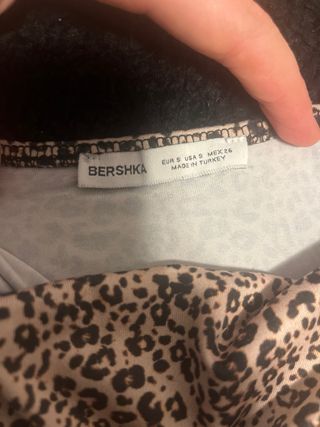 BERSHKA
EUR S USA S MEX 26
MADE IN TURKEY